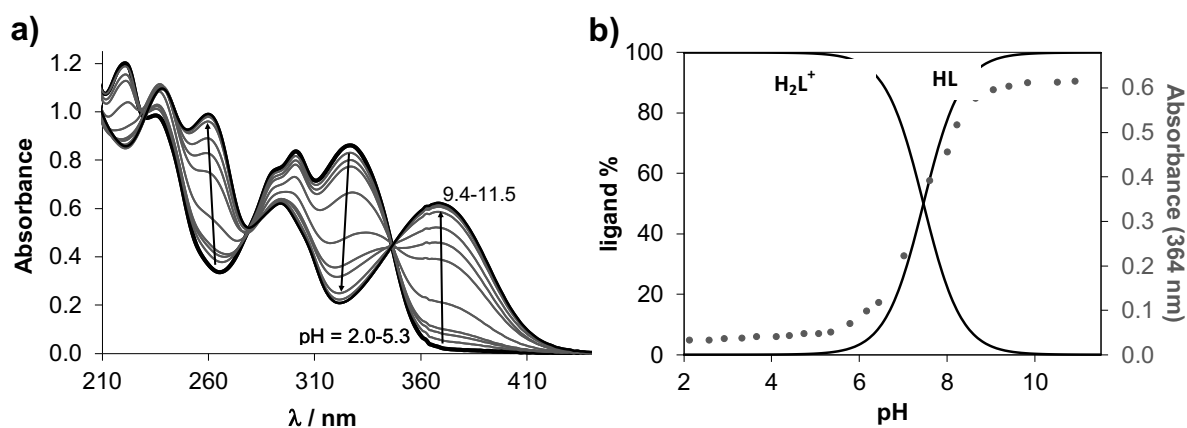 a)
Absorbance
1.2
1.0
0.8
0.6
0.4
0.2
0.0
9.4-11.5
pH = 2.0-5.3
210 260 310 360 410
λ / nm
b)
ligand %
100
80
60
40
20
0
H₂L⁺ HL
0.6
0.5
0.4
0.3
0.2
0.1
0.0
Absorbance (364 nm)
2 4 6 8 10
pH